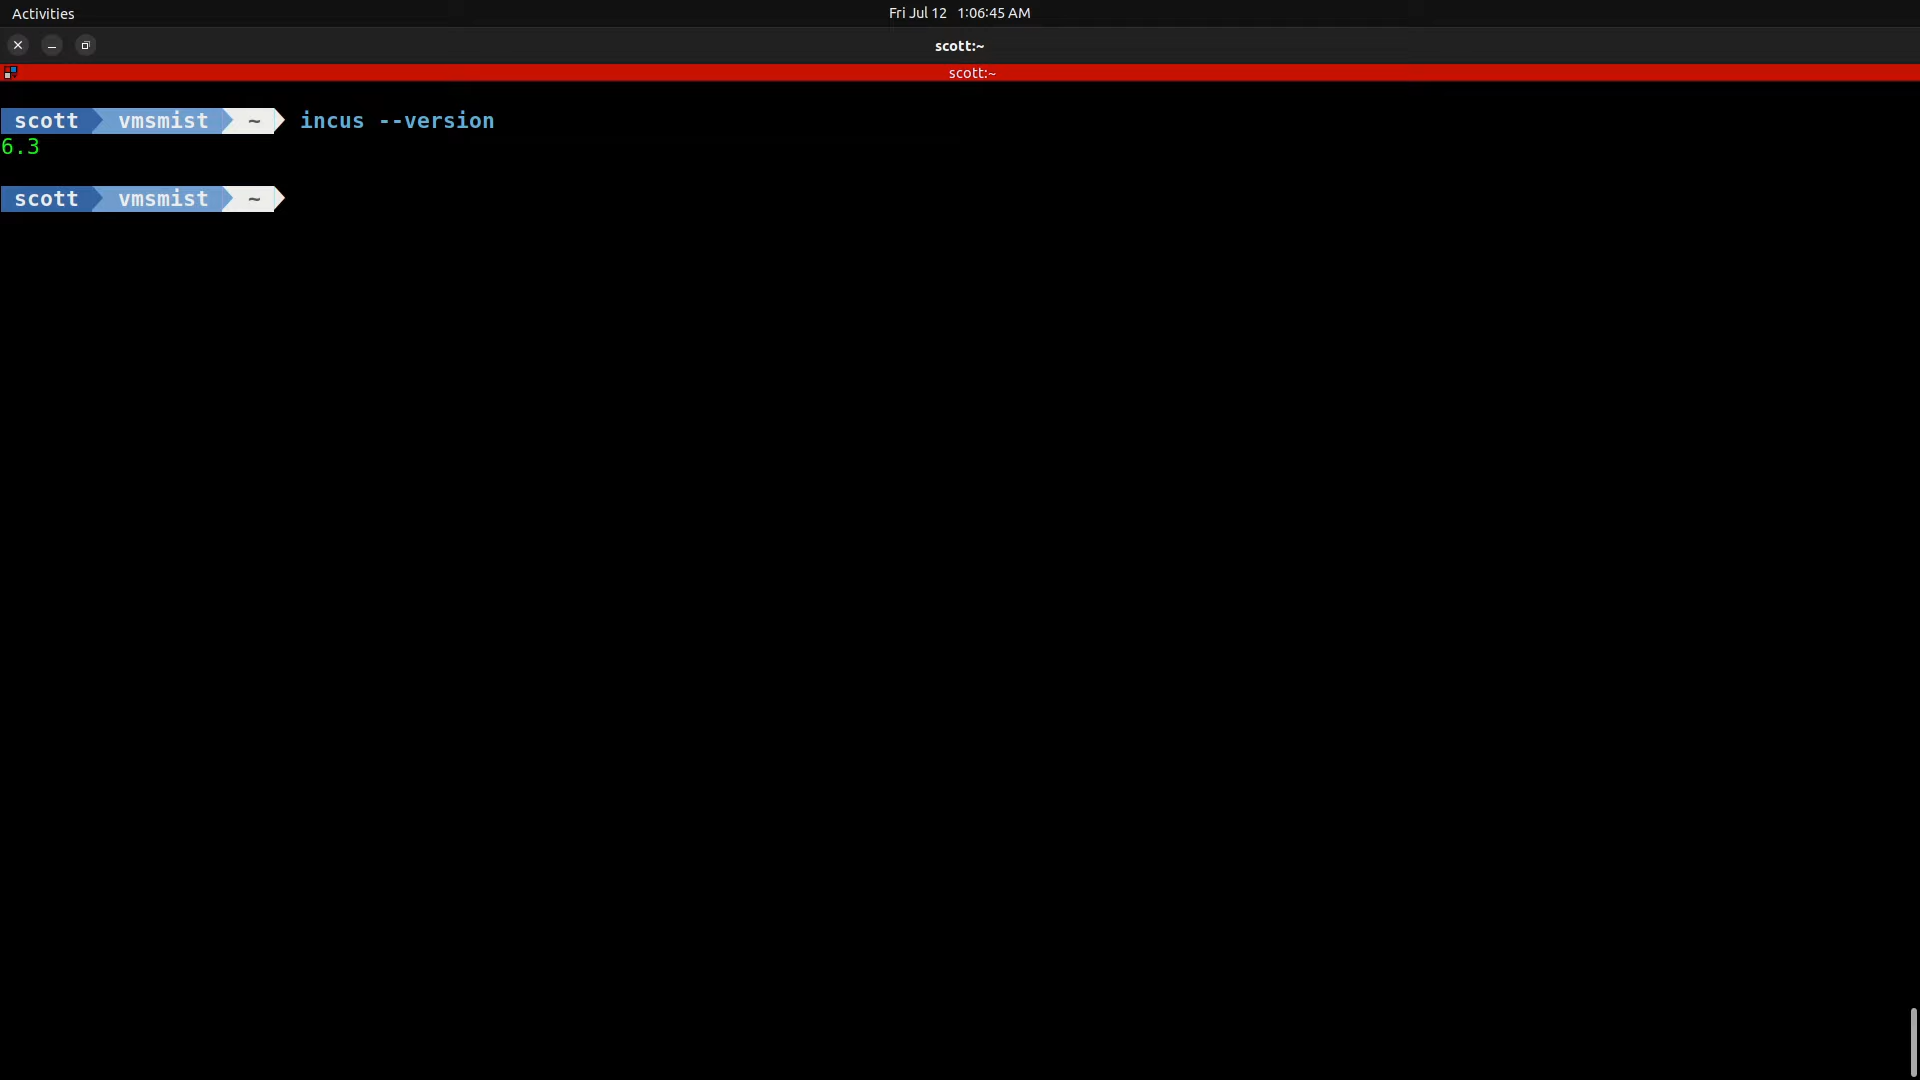 Activities
Fri Jul 12 1:06:45 AM
scott:~
scott:~
scott vmsmist ~ incus --version
6.3
scott vmsmist ~